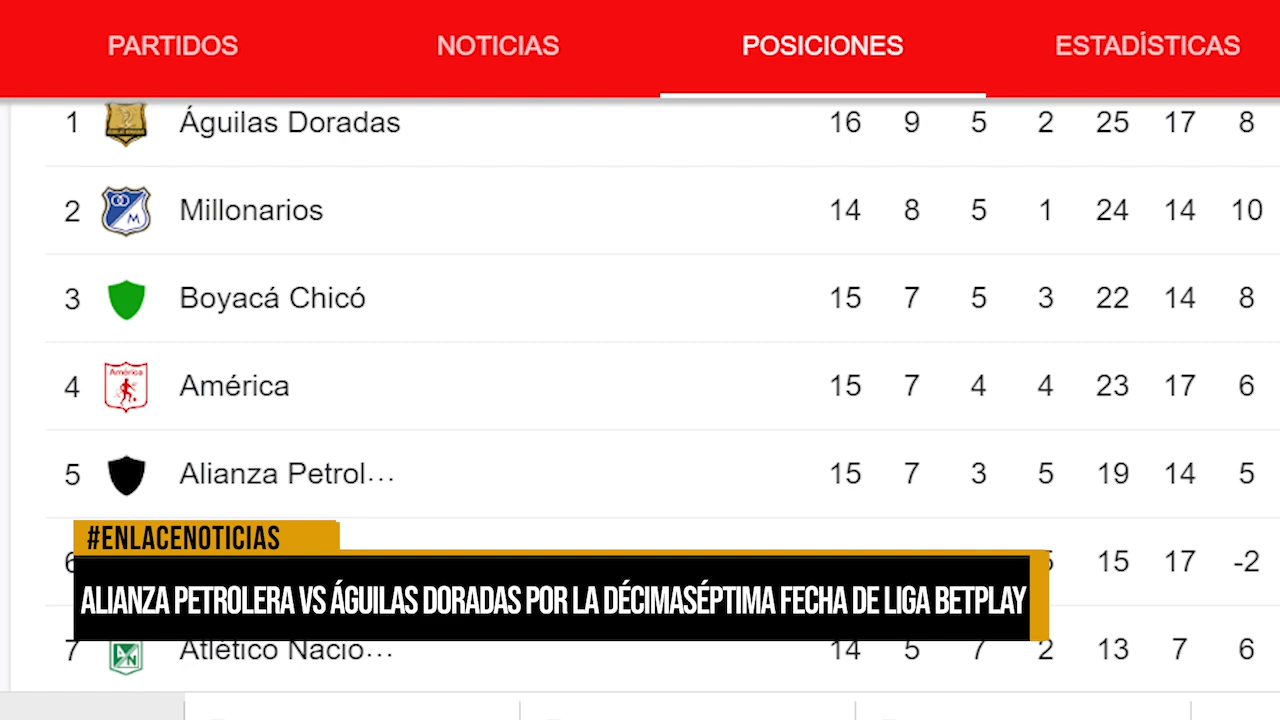 PARTIDOS NOTICIAS POSICIONES ESTADÍSTICAS
1 Águilas Doradas 16 9 5 2 25 17 8
2 Millonarios 14 8 5 1 24 14 10
3 Boyacá Chicó 15 7 5 3 22 14 8
4 América 15 7 4 4 23 17 6
5 Alianza Petrol... 15 7 3 5 19 14 5
#ENLACENOTICIAS
6 5 15 17 -2
ALIANZA PETROLERA VS ÁGUILAS DORADAS POR LA DÉCIMASÉPTIMA FECHA DE LIGA BETPLAY
7 Atlético Nacio... 14 5 7 2 13 7 6